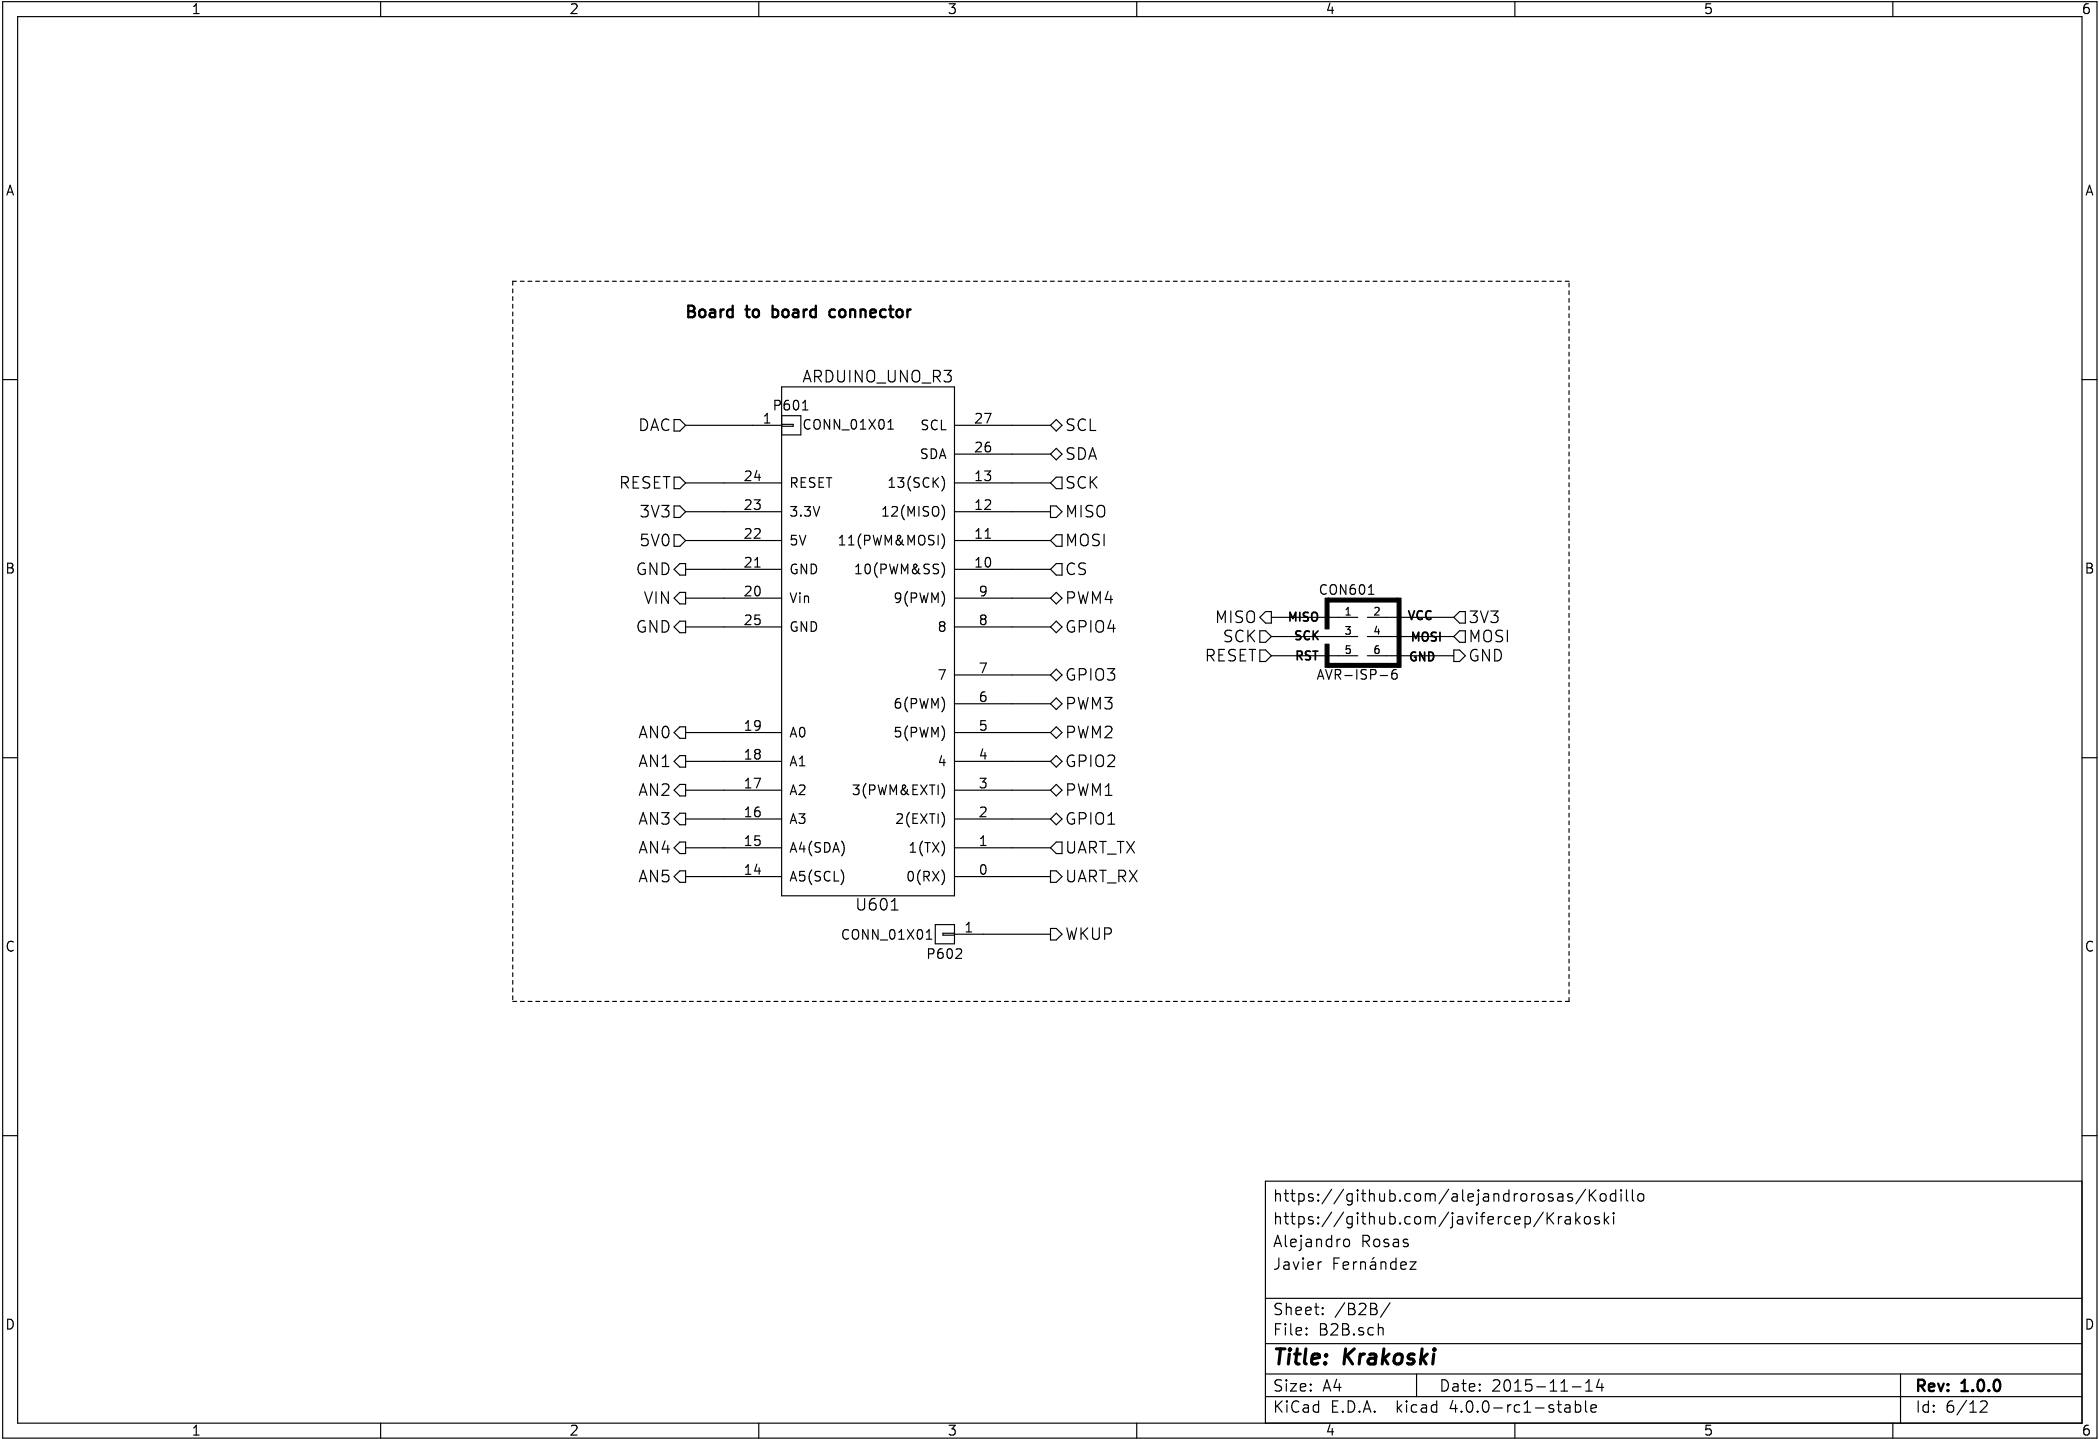 1 2 3 4 5 6
A A
Board to board connector
ARDUINO_UNO_R3
P601
DAC 1 CONN_01X01 SCL 27 SCL
SDA 26 SDA
RESET 24 RESET 13(SCK) 13 SCK
3V3 23 3.3V 12(MISO) 12 MISO
5V0 22 5V 11(PWM&MOSI) 11 MOSI
B GND 21 GND 10(PWM&SS) 10 CS B
VIN 20 Vin 9(PWM) 9 PWM4
GND 25 GND 8 8 GPIO4
CON601
MISO MISO 1 2 VCC 3V3
SCK SCK 3 4 MOSI MOSI
RESET RST 5 6 GND GND
AVR-ISP-6
7 7 GPIO3
6(PWM) 6 PWM3
AN0 19 A0 5(PWM) 5 PWM2
AN1 18 A1 4 4 GPIO2
AN2 17 A2 3(PWM&EXTI) 3 PWM1
AN3 16 A3 2(EXTI) 2 GPIO1
AN4 15 A4(SDA) 1(TX) 1 UART_TX
AN5 14 A5(SCL) 0(RX) 0 UART_RX
U601
CONN_01X01 1 WKUP
P602
C C
https://github.com/alejandrorosas/Kodillo
https://github.com/javifercep/Krakoski
Alejandro Rosas
Javier Fernández
Sheet: /B2B/
File: B2B.sch
D D
Title: Krakoski
Size: A4 Date: 2015-11-14 Rev: 1.0.0
KiCad E.D.A. kicad 4.0.0-rc1-stable Id: 6/12
1 2 3 4 5 6